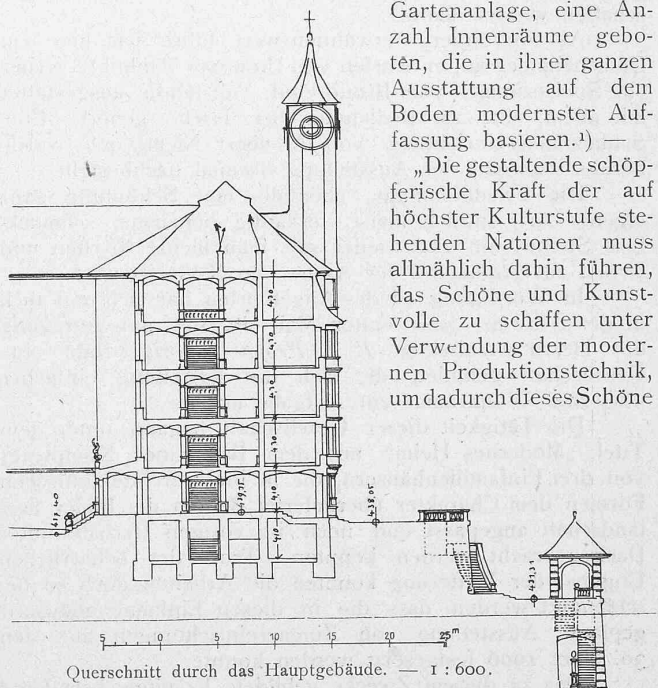 Gartenanlage, eine An-
zahl Innenräume gebo-
ten, die in ihrer ganzen
Ausstattung auf dem
Boden modernster Auf-
fassung basieren.¹)
„Die gestaltende schöp-
ferische Kraft der auf
höchster Kulturstufe ste-
henden Nationen muss
allmählich dahin führen,
das Schöne und Kunst-
volle zu schaffen unter
Verwendung der moder-
nen Produktionstechnik,
um dadurch dieses Schöne
5 0 5 10 15 20 25 m
Querschnitt durch das Hauptgebäude. — 1 : 600.